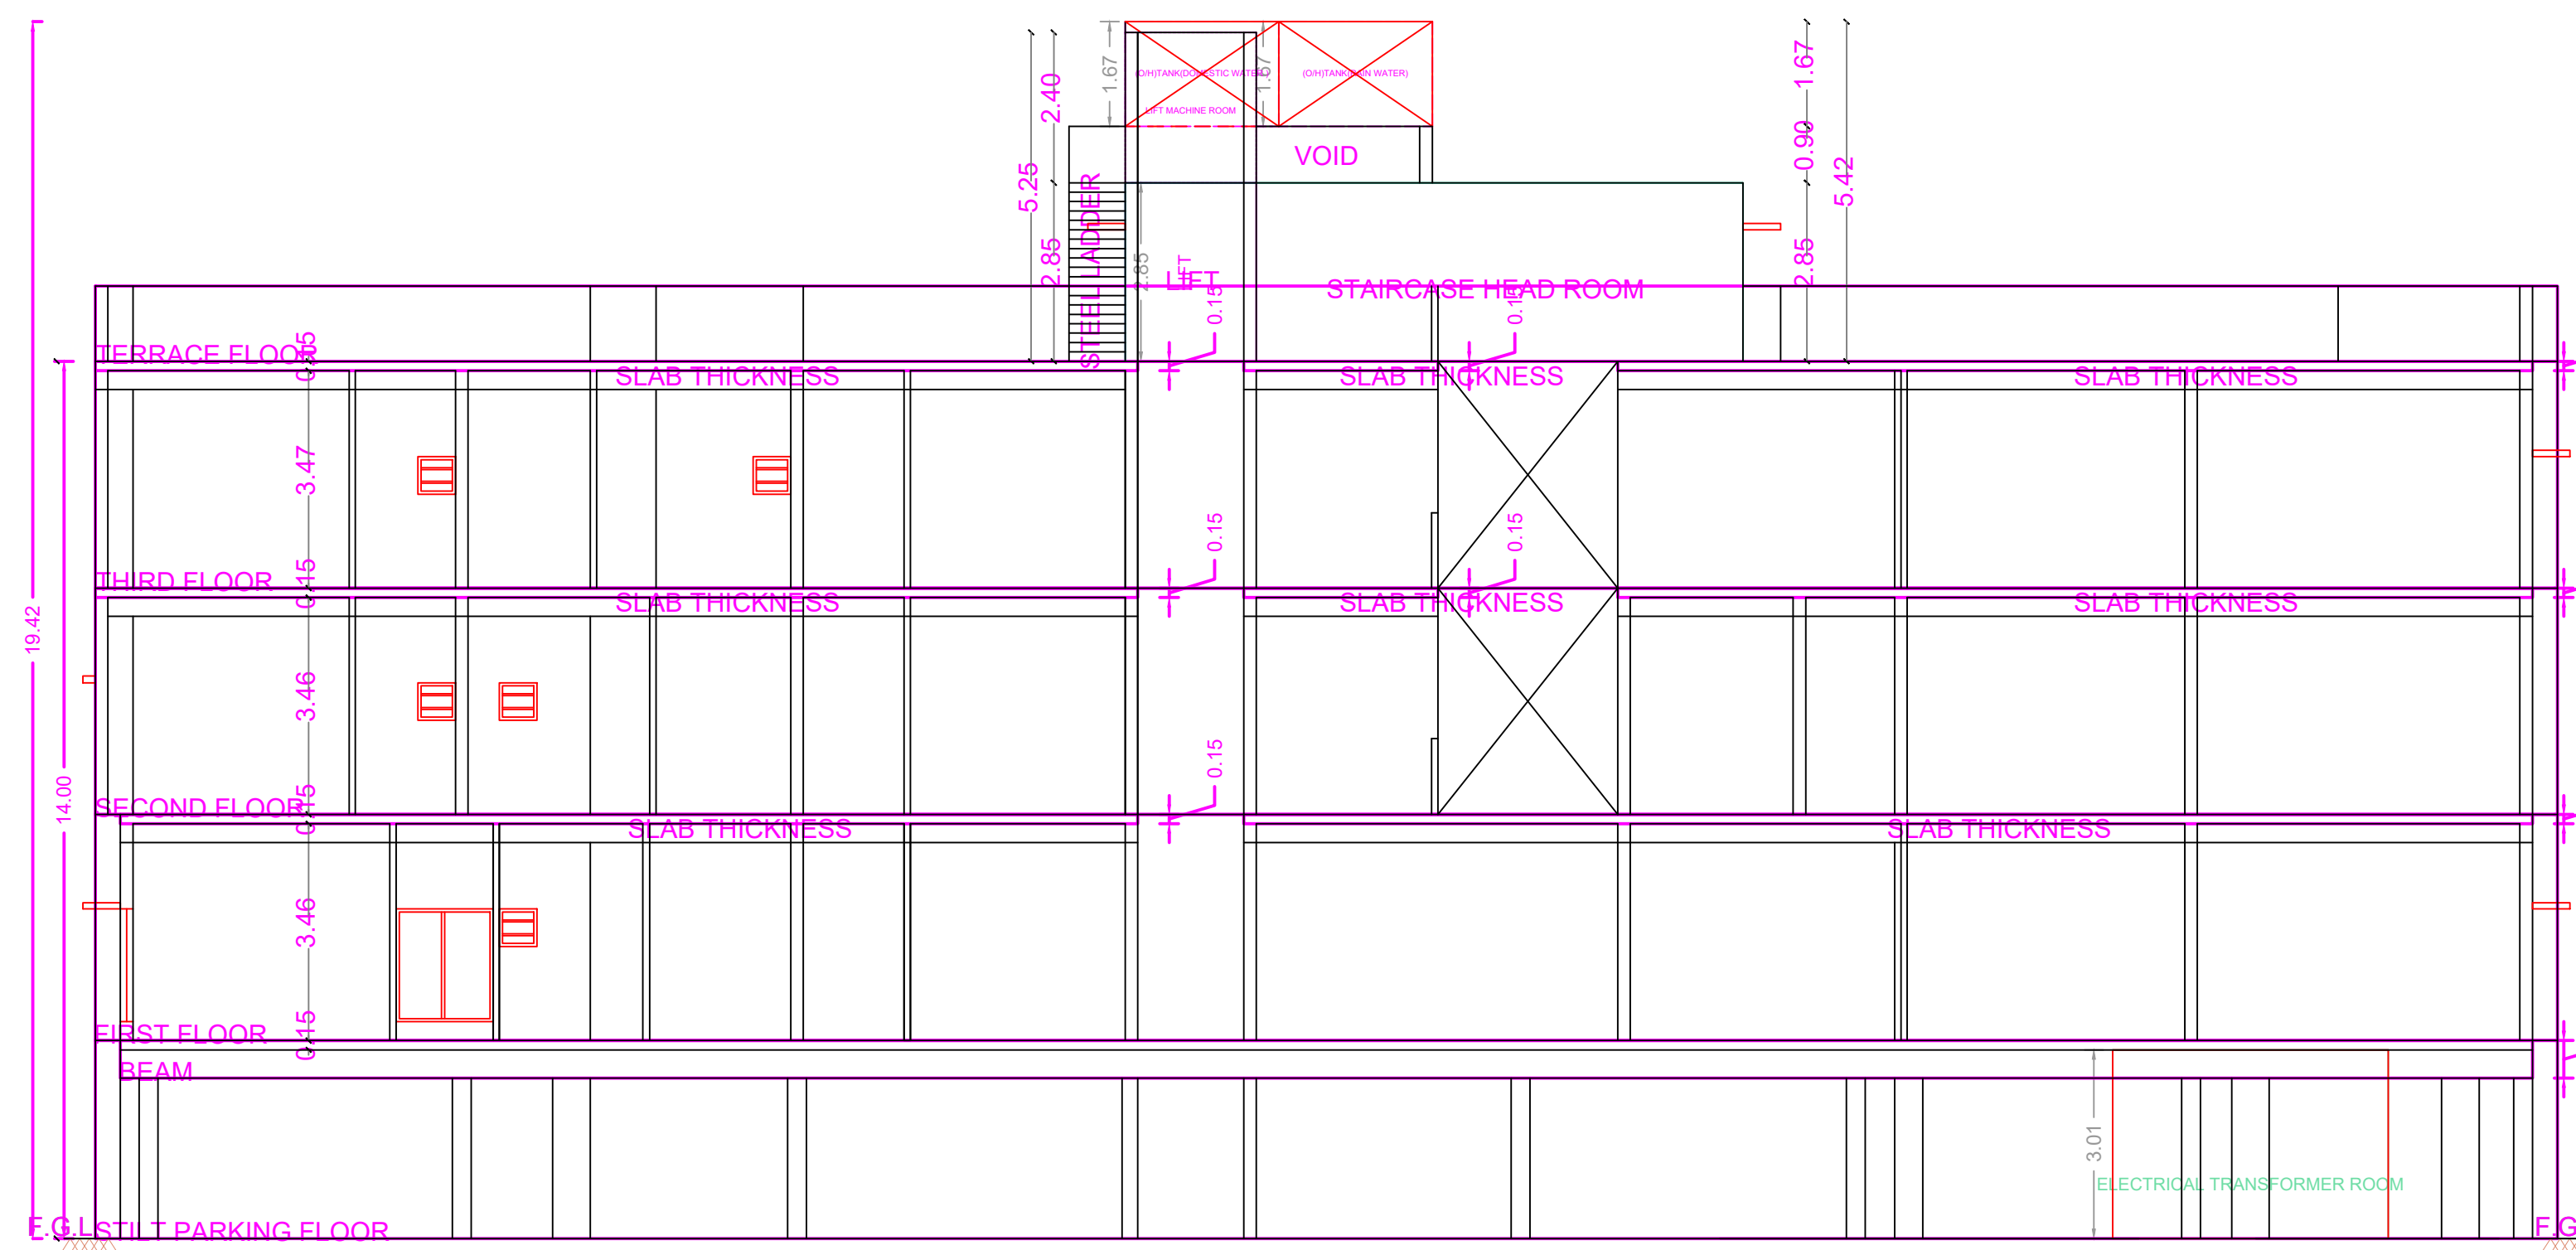 1.67
1.67
(O/H)TANK(DOMESTIC WATER)
(O/H)TANK(RAIN WATER)
LIFT MACHINE ROOM
2.40
1.67
VOID
0.90
5.25
5.42
STEEL LADDER
2.85
2.85
LIFT
LIFT
2.85
STAIRCASE HEAD ROOM
0.15
0.15
TERRACE FLOOR
0.15
SLAB THICKNESS
SLAB THICKNESS
SLAB THICKNESS
3.47
0.15
0.15
THIRD FLOOR
0.15
SLAB THICKNESS
SLAB THICKNESS
SLAB THICKNESS
19.42
3.46
0.15
14.00
SECOND FLOOR
0.15
SLAB THICKNESS
SLAB THICKNESS
3.46
FIRST FLOOR
0.15
BEAM
3.01
ELECTRICAL TRANSFORMER ROOM
F.G.L
STILT PARKING FLOOR
F.G